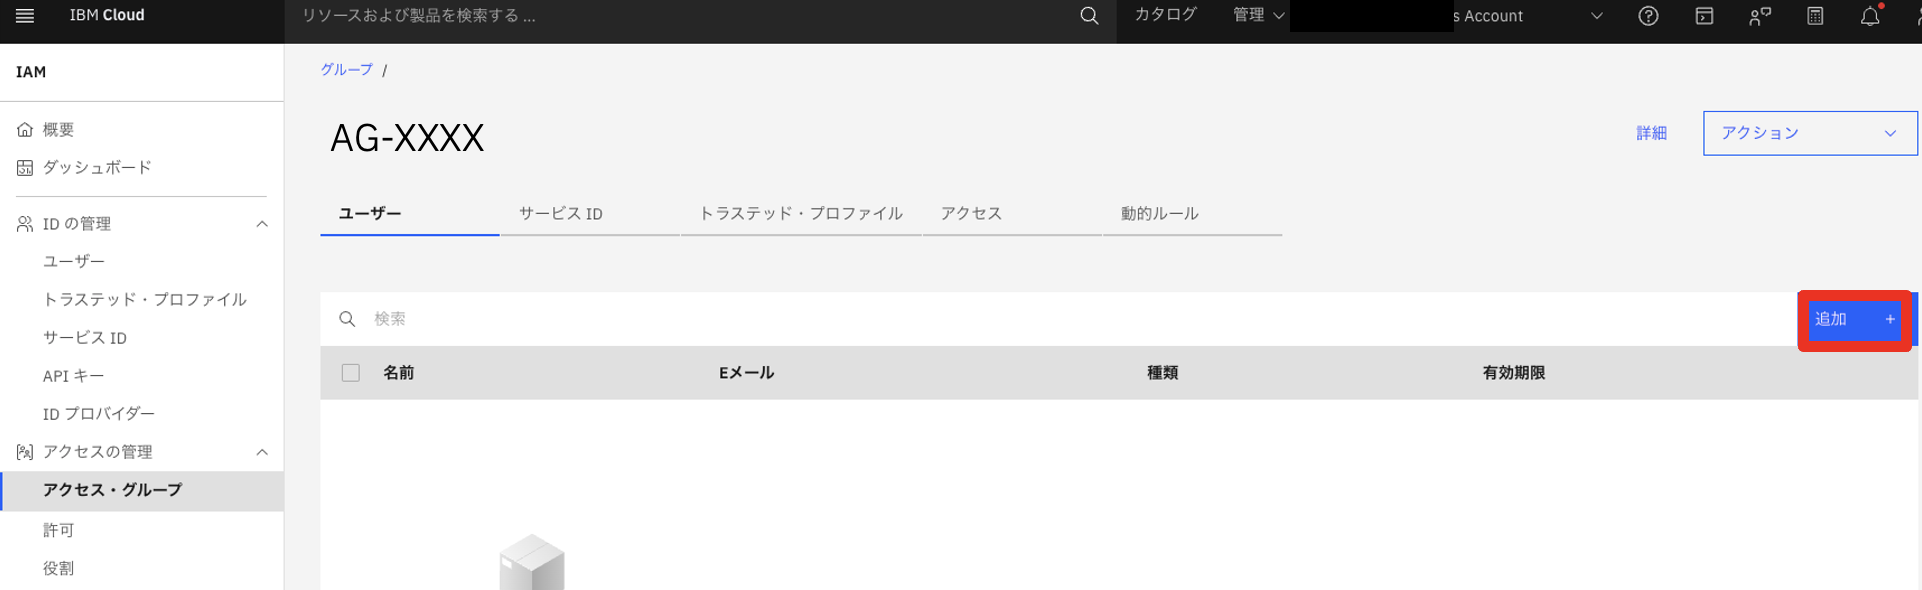 IBM Cloud
リソースおよび製品を検索する ...
カタログ
管理
s Account
IAM
概要
ダッシュボード
ID の管理
ユーザー
トラステッド・プロファイル
サービス ID
API キー
ID プロバイダー
アクセスの管理
アクセス・グループ
許可
役割
グループ /
AG-XXXX
詳細
アクション
ユーザー
サービス ID
トラステッド・プロファイル
アクセス
動的ルール
検索
追加 +
名前
Eメール
種類
有効期限